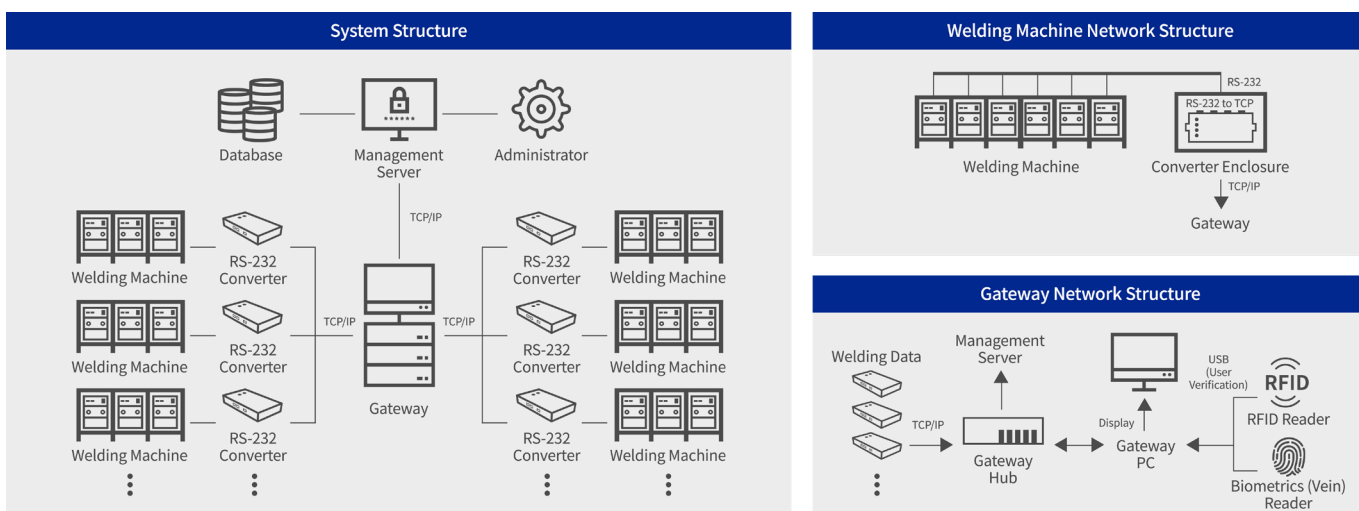 System Structure
******
Database
Management
Server
Administrator
TCP/IP
Welding Machine
RS-232
Converter
RS-232
Converter
Welding Machine
Welding Machine
RS-232
Converter
TCP/IP
TCP/IP
RS-232
Converter
Welding Machine
Gateway
Welding Machine
RS-232
Converter
RS-232
Converter
Welding Machine
Welding Machine Network Structure
RS-232
RS-232 to TCP
Welding Machine
Converter Enclosure
TCP/IP
Gateway
Gateway Network Structure
Welding Data
TCP/IP
Management
Server
Gateway
Hub
Display
Gateway
PC
USB
(User
Verification)
RFID
RFID Reader
Biometrics (Vein)
Reader